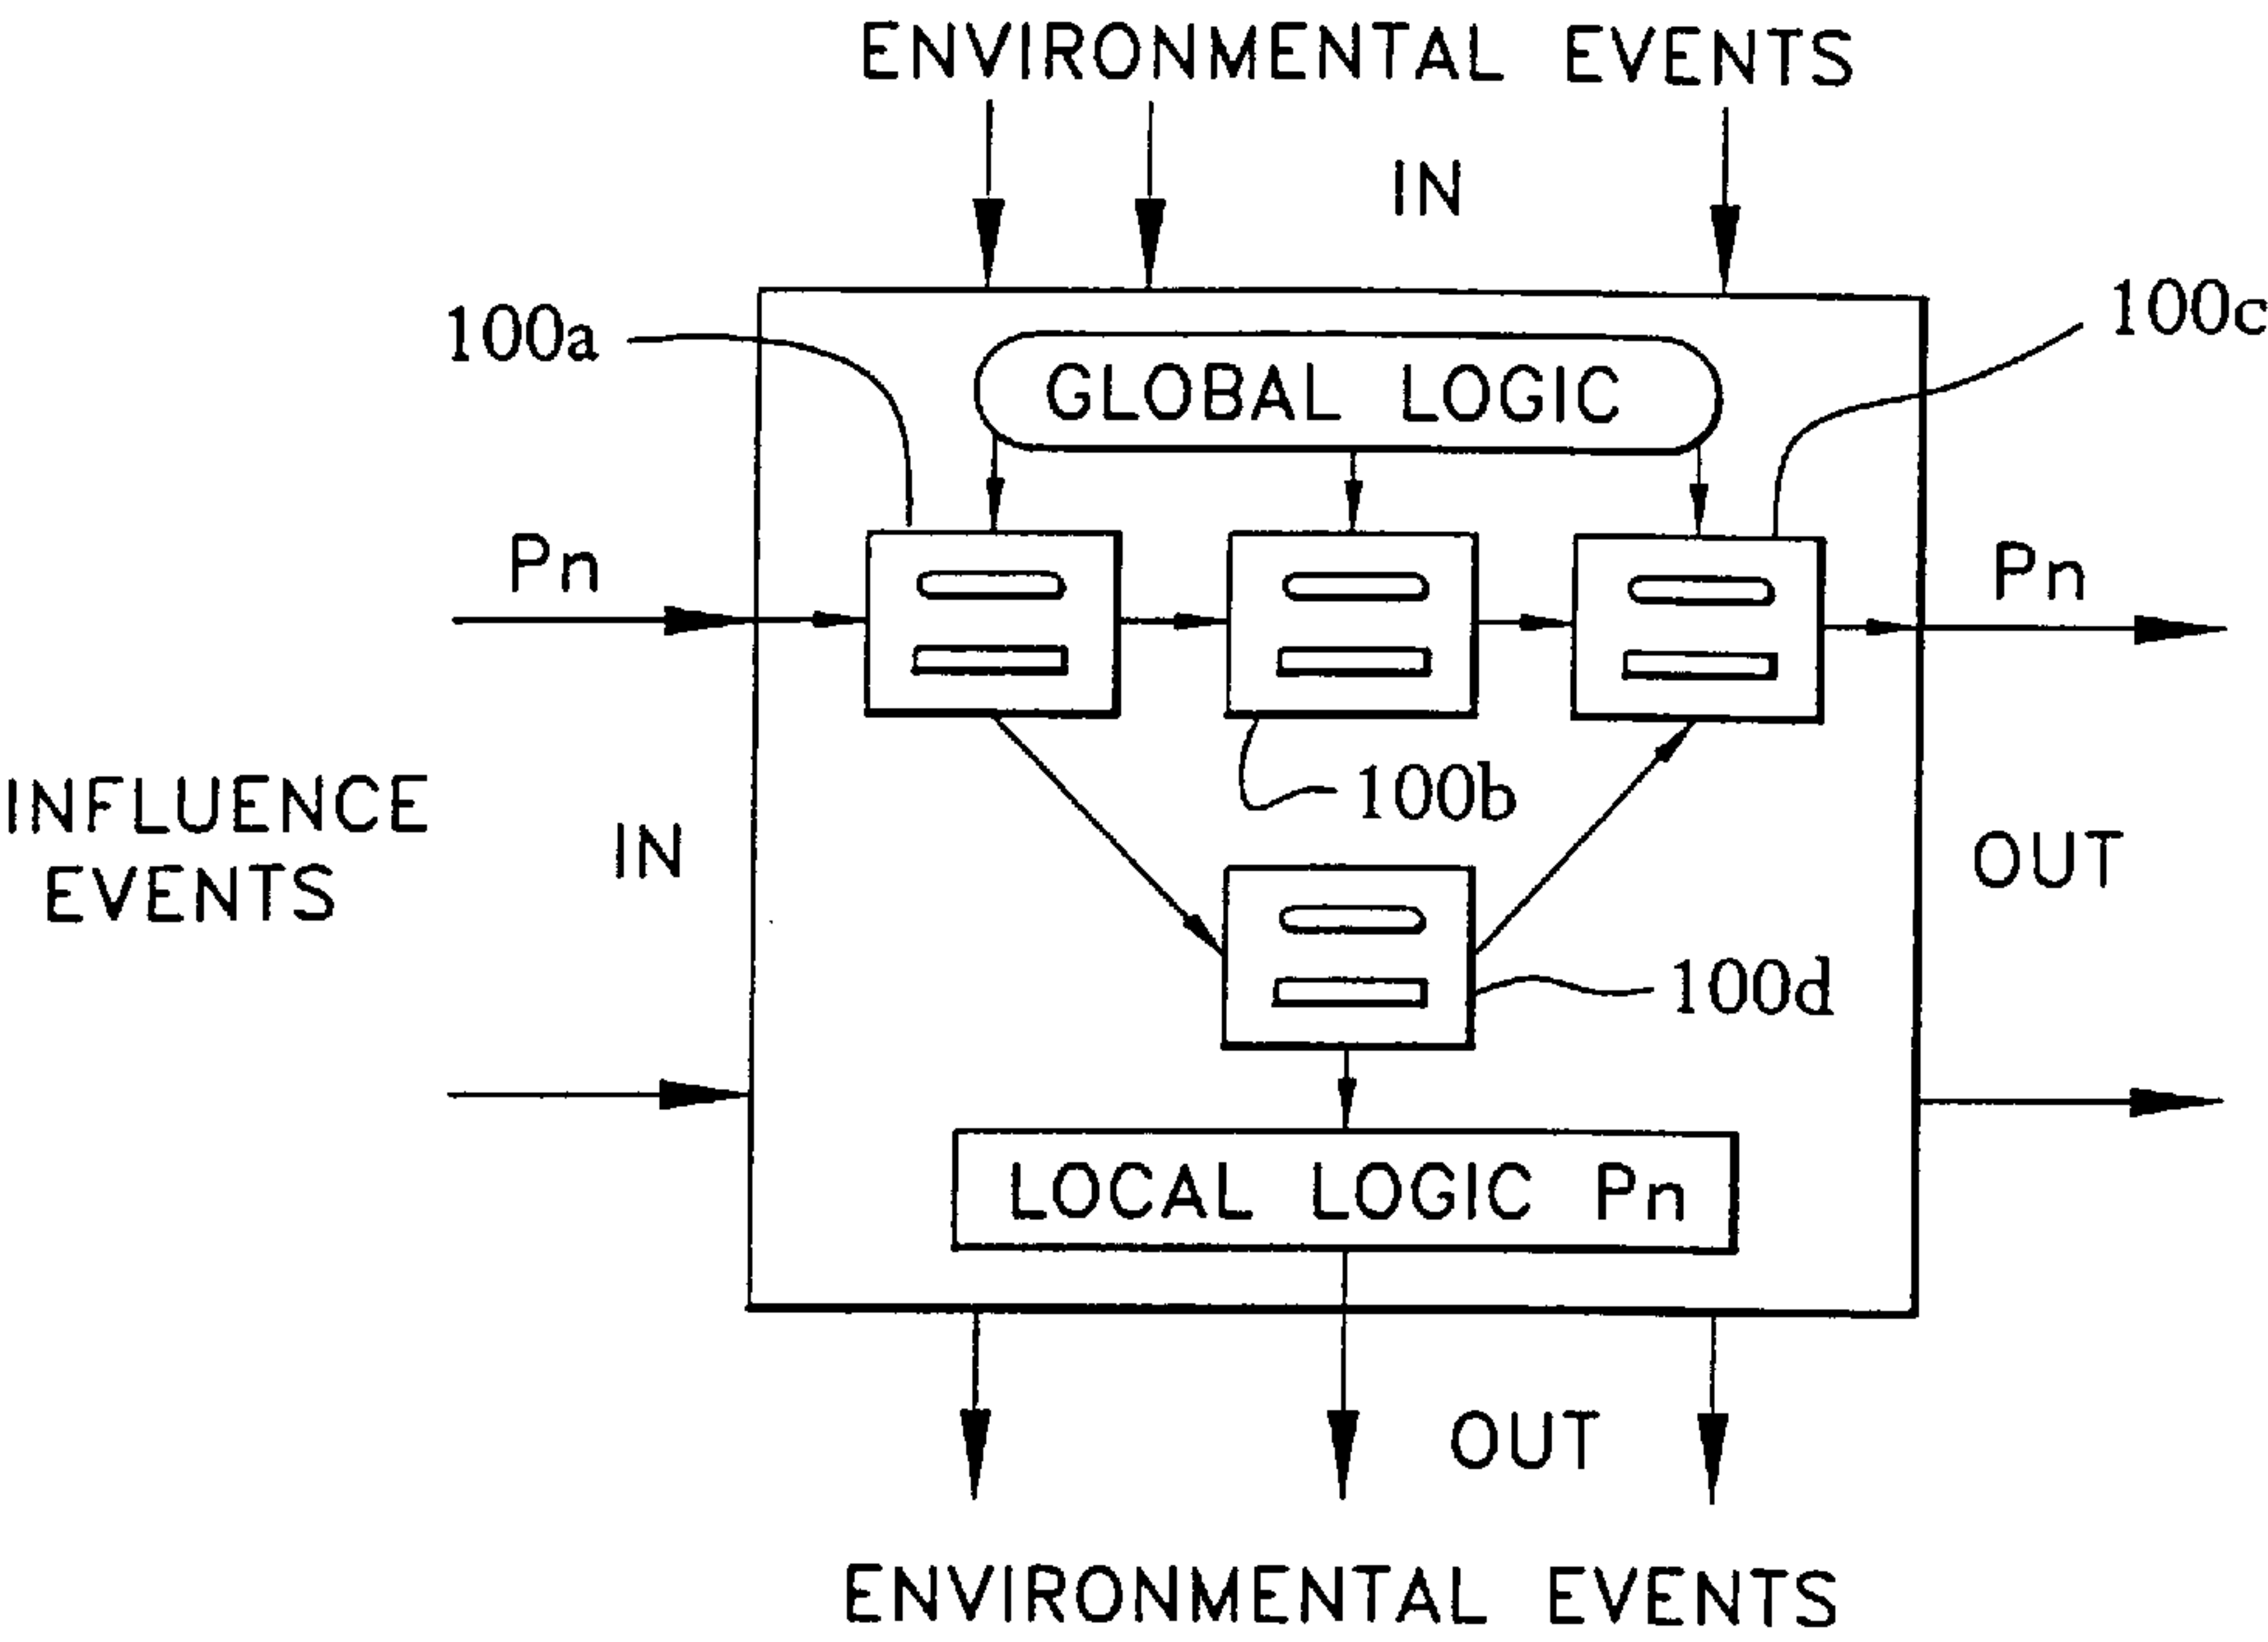 ENVIRONMENTAL EVENTS
IN
100a
100c
GLOBAL LOGIC
Pn
Pn
100b
INFLUENCE
EVENTS
IN
OUT
100d
LOCAL LOGIC Pn
OUT
ENVIRONMENTAL EVENTS